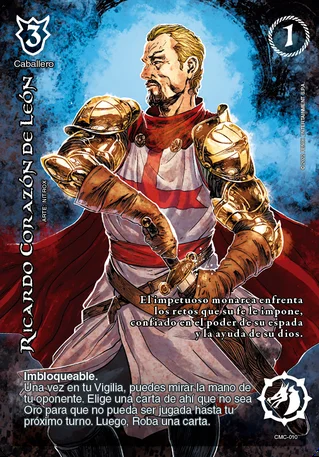 3
1
Caballero
Ricardo Corazón de León
ARTE: NITROX
El impetuoso monarca enfrenta
los retos que su fe le impone,
confiado en el poder de su espada
y la ayuda de su dios.
Imbloqueable.
Una vez en tu Vigilia, puedes mirar la mano de
tu oponente. Elige una carta de ahí que no sea
Oro para que no pueda ser jugada hasta tu
próximo turno. Luego, Roba una carta.
CMC-010